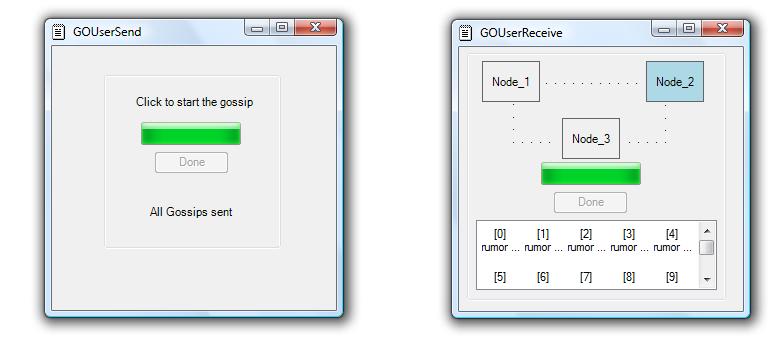 GOUserSend
Click to start the gossip
Done
All Gossips sent
GOUserReceive
Node_1
Node_2
Node_3
Done
[0] [1] [2] [3] [4]
rumor ... rumor ... rumor ... rumor ... rumor ...
[5] [6] [7] [8] [9]